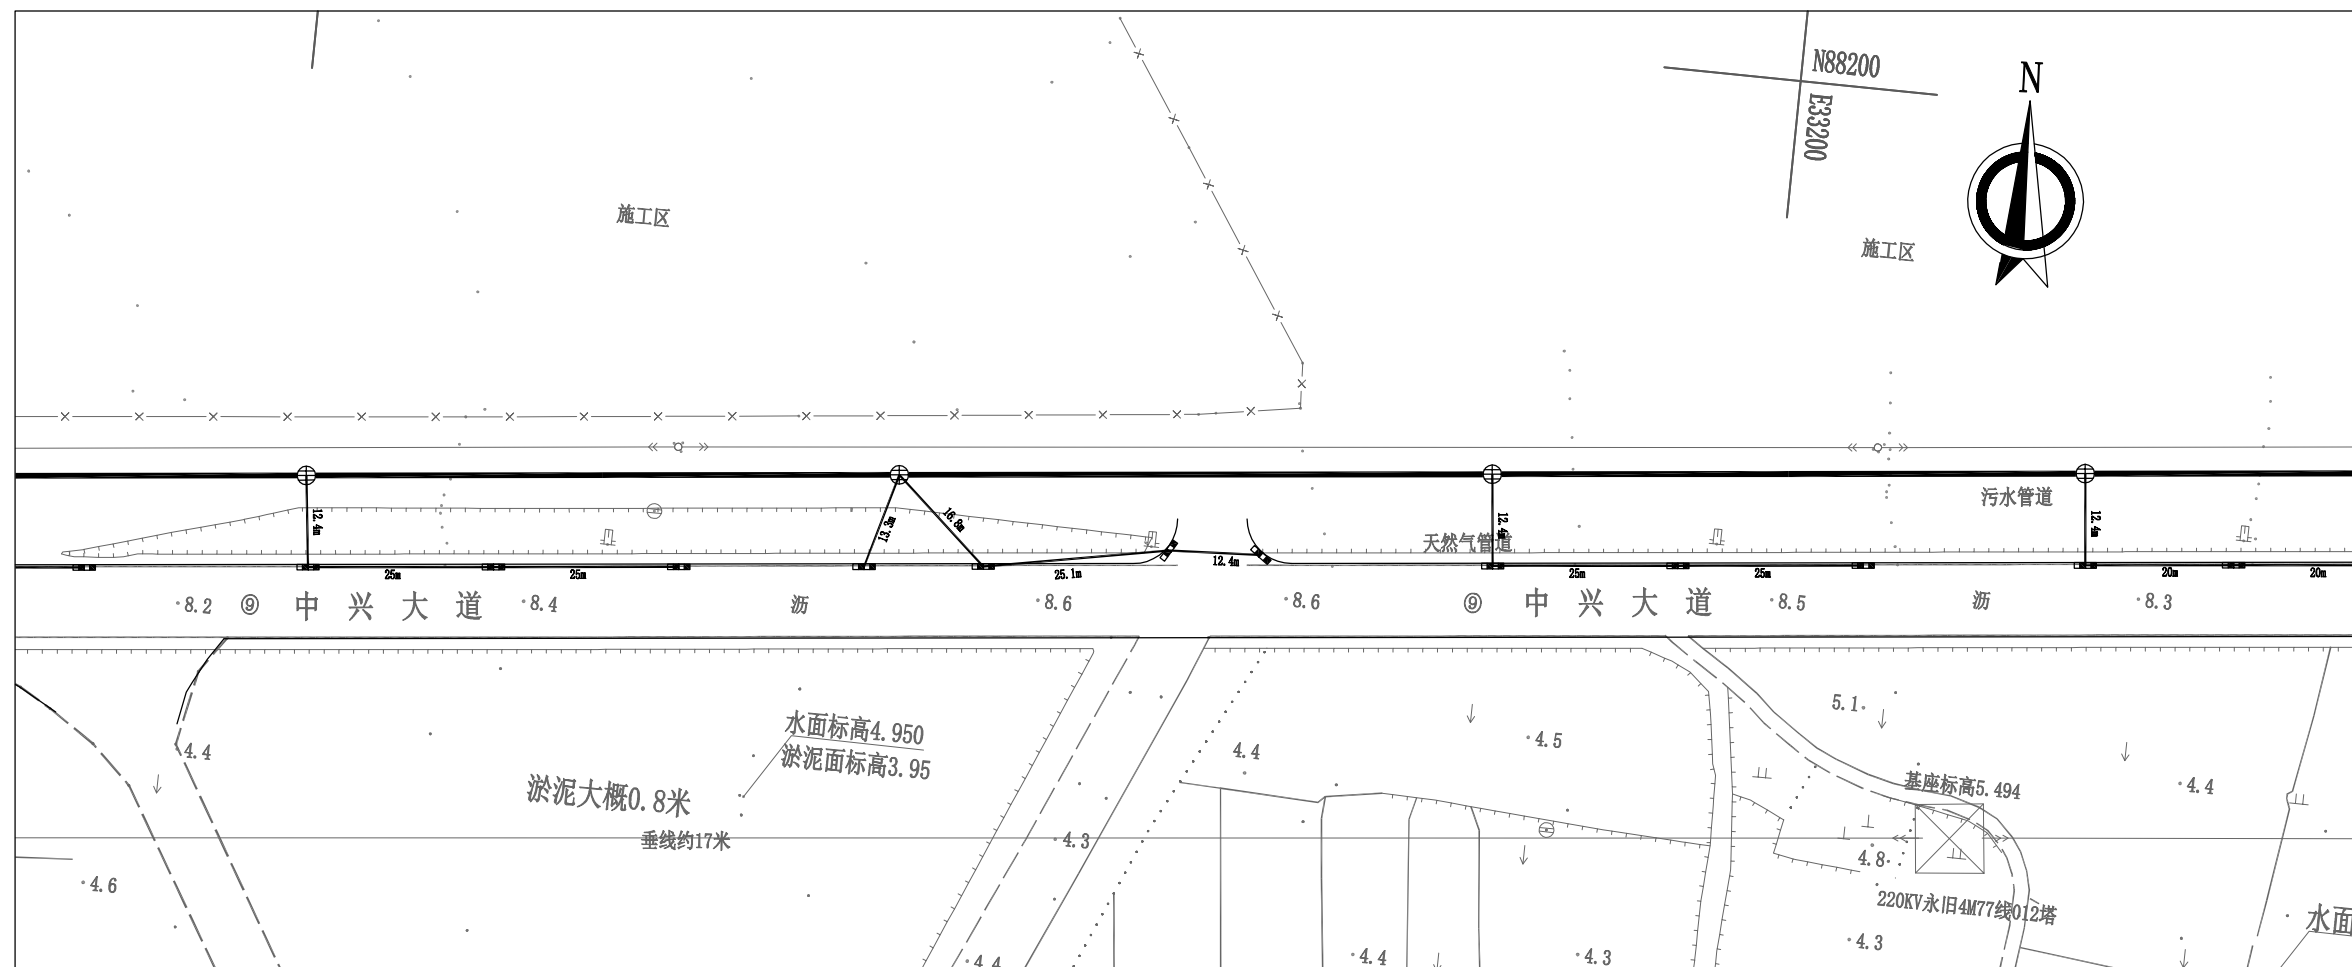 N88200
E33200
N
施工区
施工区
污水管道
12.4m
13.3m
16.8m
12.4m
12.4m
天然气管道
25m
25m
25.1m
12.4m
25m
25m
20m
20m
8.2
⑨
中兴大道
8.4
沥
8.6
8.6
⑨
中兴大道
8.5
沥
8.3
5.1
水面标高4.950
淤泥面标高3.95
4.4
4.4
4.5
基座标高5.494
4.4
淤泥大概0.8米
垂线约17米
4.3
4.8
4.6
220KV永旧4M77线012塔
水面
4.4
4.4
4.3
4.3